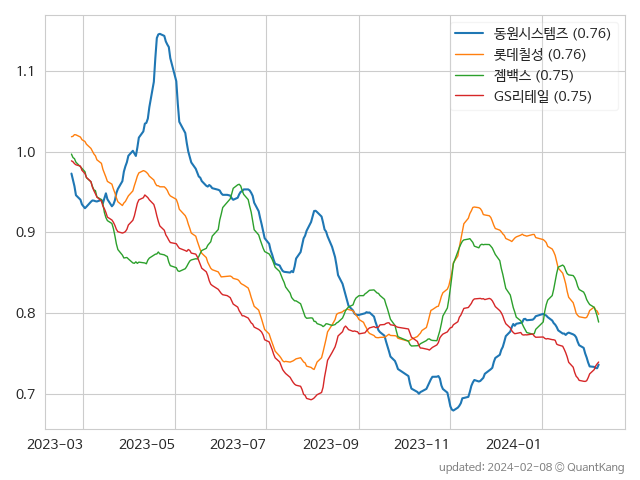 동원시스템즈 (0.76)
롯데칠성 (0.76)
젬백스 (0.75)
GS리테일 (0.75)
1.1
1.0
0.9
0.8
0.7
2023-03 2023-05 2023-07 2023-09 2023-11 2024-01
updated: 2024-02-08 © QuantKang